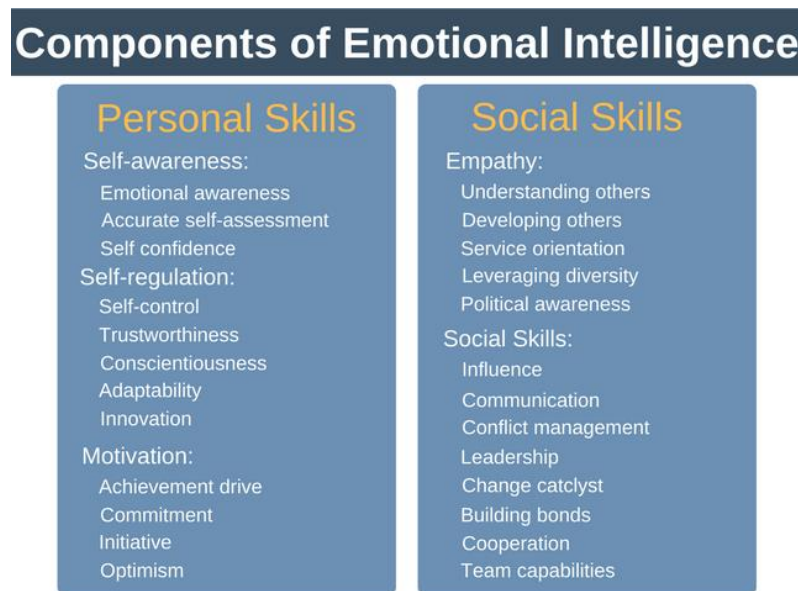 Components of Emotional Intelligence
Personal Skills
Self-awareness:
Emotional awareness
Accurate self-assessment
Self confidence
Self-regulation:
Self-control
Trustworthiness
Conscientiousness
Adaptability
Innovation
Motivation:
Achievement drive
Commitment
Initiative
Optimism
Social Skills
Empathy:
Understanding others
Developing others
Service orientation
Leveraging diversity
Political awareness
Social Skills:
Influence
Communication
Conflict management
Leadership
Change catclyst
Building bonds
Cooperation
Team capabilities